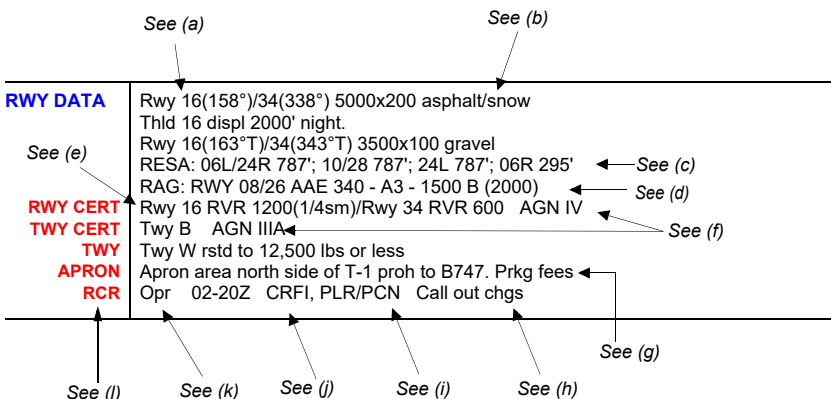 See (a) See (b)
RWY DATA Rwy 16(158°)/34(338°) 5000x200 asphalt/snow
Thld 16 displ 2000' night.
Rwy 16(163°T)/34(343°T) 3500x100 gravel
See (e) RESA: 06L/24R 787'; 10/28 787'; 24L 787'; 06R 295' See (c)
RAG: RWY 08/26 AAE 340 - A3 - 1500 B (2000) See (d)
RWY CERT Rwy 16 RVR 1200(1/4sm)/Rwy 34 RVR 600 AGN IV
TWY CERT Twy B AGN IIIA See (f)
TWY Twy W rstd to 12,500 lbs or less
APRON Apron area north side of T-1 proh to B747. Prkg fees
RCR Opr 02-20Z CRFI, PLR/PCN Call out chgs
See (g)
See (l) See (k) See (j) See (i) See (h)